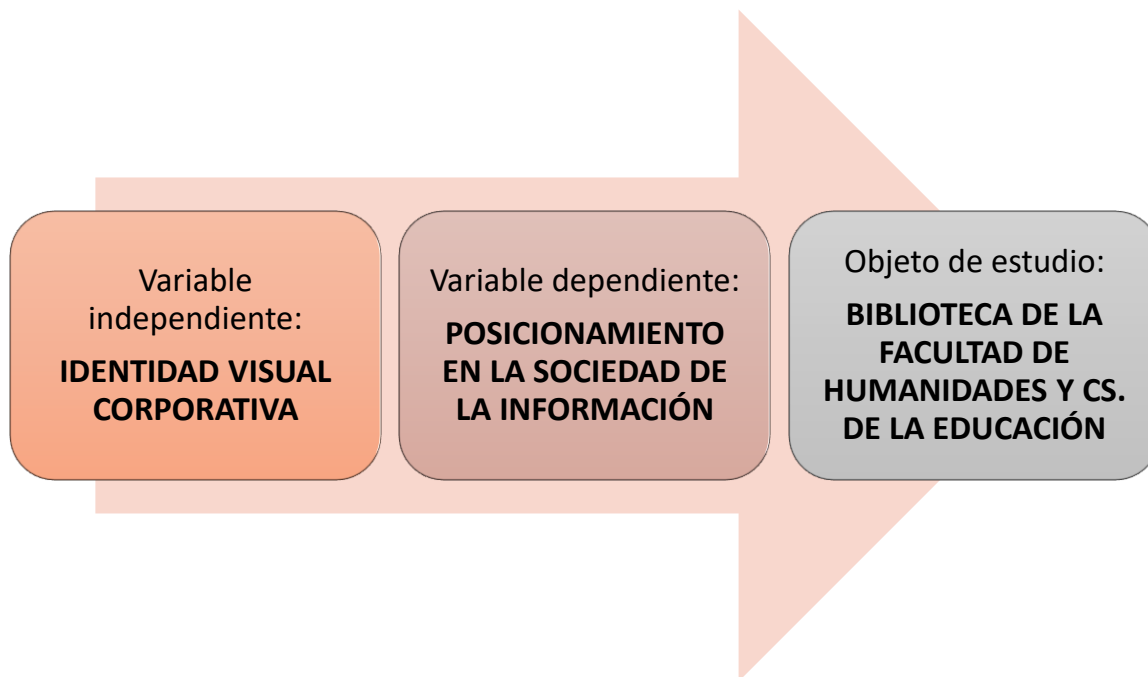 Variable
independiente:
IDENTIDAD VISUAL
CORPORATIVA
Variable dependiente:
POSICIONAMIENTO
EN LA SOCIEDAD DE
LA INFORMACIÓN
Objeto de estudio:
BIBLIOTECA DE LA
FACULTAD DE
HUMANIDADES Y CS.
DE LA EDUCACIÓN